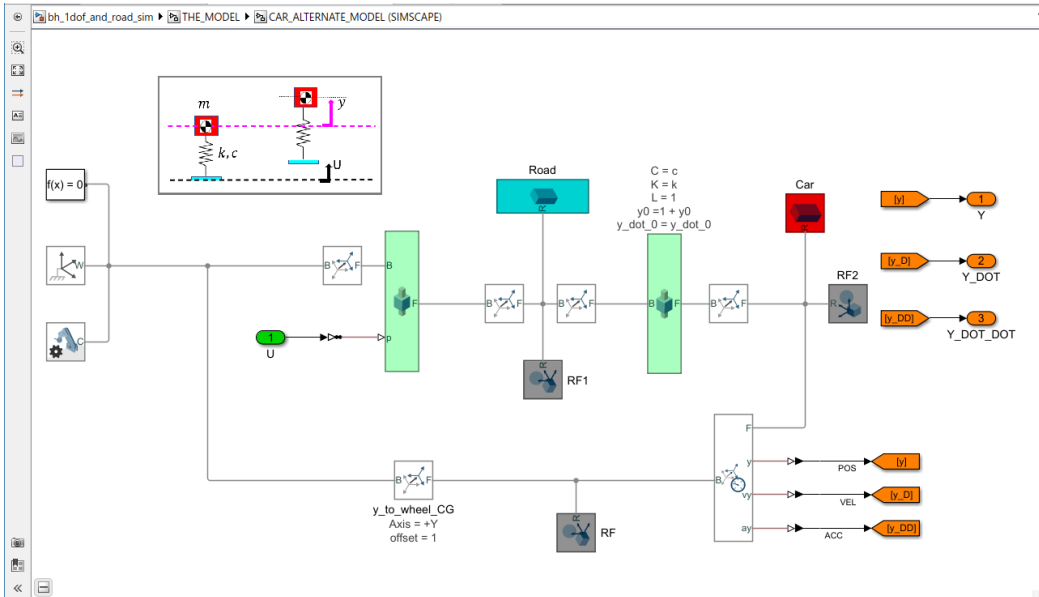 bh_1dof_and_road_sim ▶ THE_MODEL ▶ CAR_ALTERNATE_MODEL (SIMSCAPE)
m
y
k,c
U
f(x) = 0
W
C
B F
B
F
p
1
U
Road
R
B F
B F
R
RF1
C = c
K = k
L = 1
y0 =1 + y0
y_dot_0 = y_dot_0
B F
B F
Car
R
R
RF2
[y]
1
Y
[y_D]
2
Y_DOT
[y_DD]
3
Y_DOT_DOT
B F
y_to_wheel_CG
Axis = +Y
offset = 1
R
RF
F
B
y
POS
[y]
vy
VEL
[y_D]
ay
ACC
[y_DD]